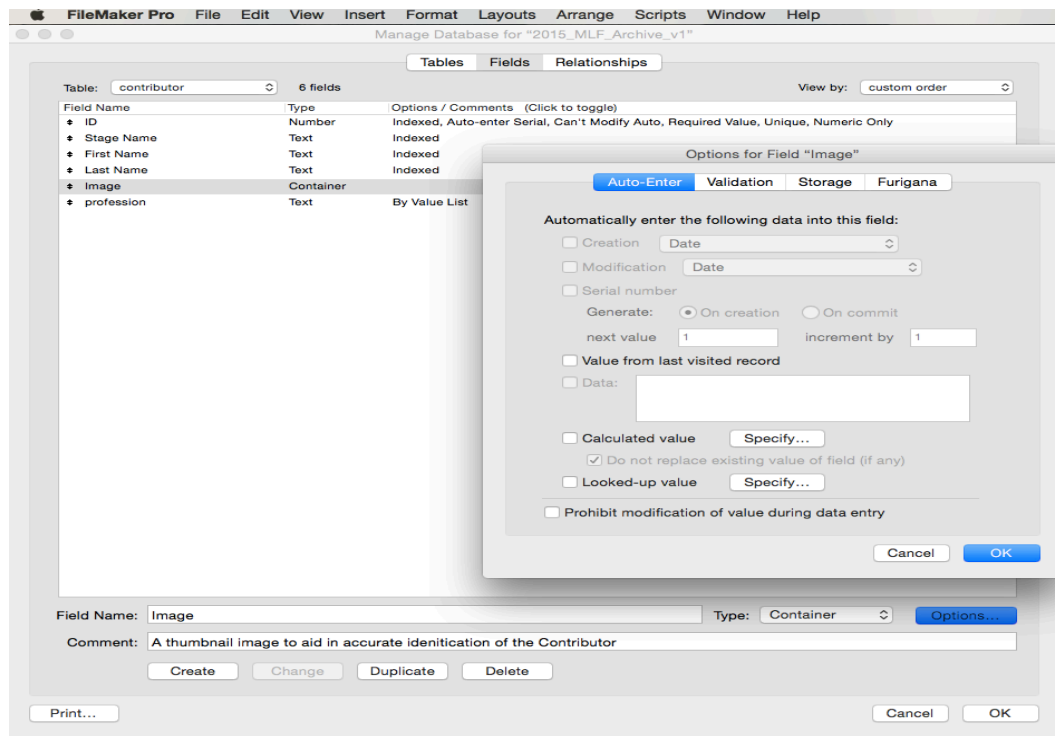 FileMaker Pro File Edit View Insert Format Layouts Arrange Scripts Window Help
Manage Database for "2015_MLF_Archive_v1"
Tables Fields Relationships
Table: contributor 6 fields View by: custom order
Field Name Type Options / Comments (Click to toggle)
ID Number Indexed, Auto-enter Serial, Can't Modify Auto, Required Value, Unique, Numeric Only
Stage Name Text Indexed
First Name Text Indexed
Last Name Text Indexed
Image Container
profession Text By Value List
Options for Field "Image"
Auto-Enter Validation Storage Furigana
Automatically enter the following data into this field:
Creation Date
Modification Date
Serial number
Generate: On creation On commit
next value 1 increment by 1
Value from last visited record
Data:
Calculated value Specify...
Do not replace existing value of field (if any)
Looked-up value Specify...
Prohibit modification of value during data entry
Cancel OK
Field Name: Image Type: Container Options...
Comment: A thumbnail image to aid in accurate idenitication of the Contributor
Create Change Duplicate Delete
Print... Cancel OK